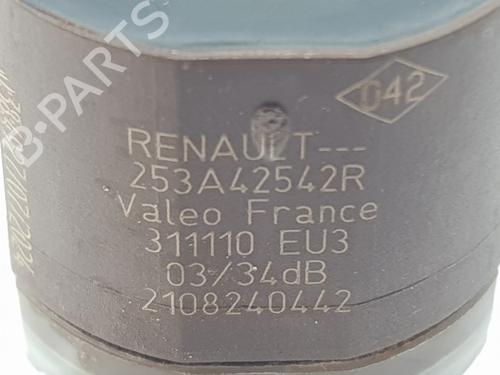 D42
RENAULT---
253A42542R
Valeo France
311110 EU3
03/34dB
2108240442
B-PARTS